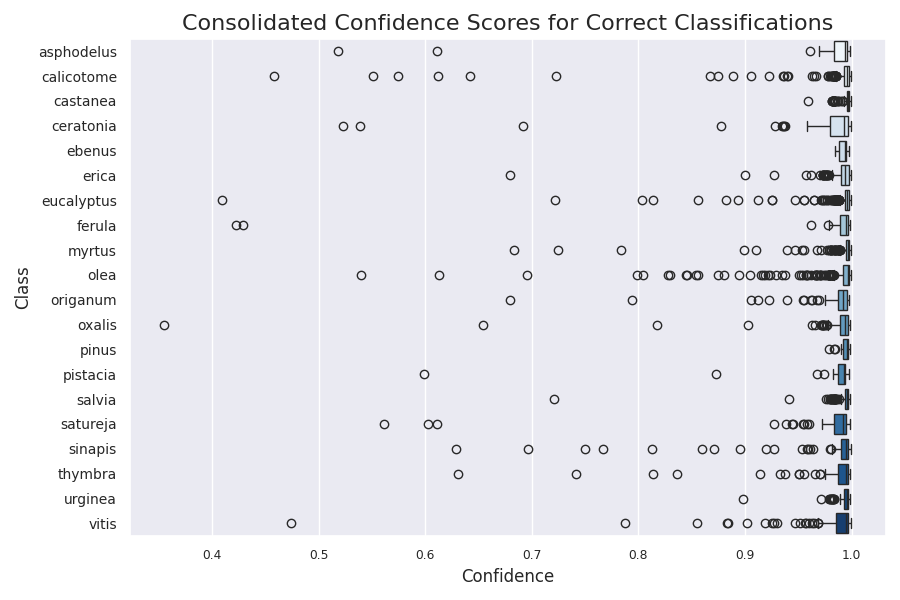 Consolidated Confidence Scores for Correct Classifications
asphodelus
calicotome
castanea
ceratonia
ebenus
erica
eucalyptus
ferula
myrtus
olea
origanum
oxalis
pinus
pistacia
salvia
satureja
sinapis
thymbra
urginea
vitis
Class
0.4 0.5 0.6 0.7 0.8 0.9 1.0
Confidence